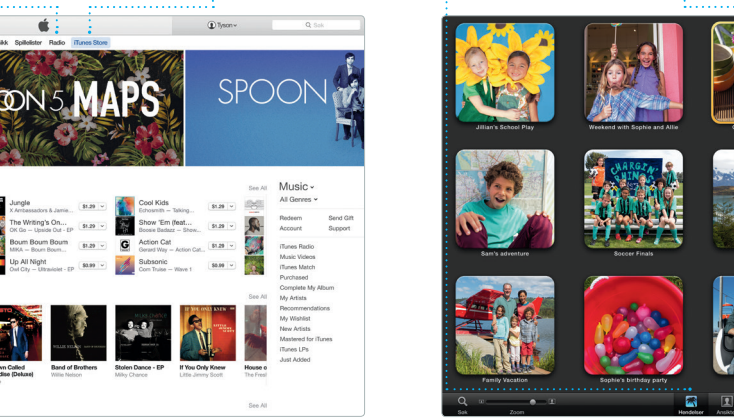 Tyson
Søk
Spillelister Radio iTunes Store
MAPS
SPOON
See All
Music
All Genres
Jungle
X Ambassadors & Jamie...
$1.29
Cool Kids
Echosmith – Talking...
$1.29
Redeem Send Gift
Account Support
The Writing's On...
OK Go – Upside Out - EP
$1.29
Show 'Em (feat...
Boosie Badazz – Show...
$1.29
Boum Boum Boum
MIKA – Boum Boum...
$1.29
Action Cat
Gerard Way – Action Cat...
$1.29
Up All Night
Owl City – Ultraviolet - EP
$0.99
Subsonic
Com Truise – Wave 1
$0.99
iTunes Radio
Music Videos
iTunes Match
Purchased
Complete My Album
My Artists
Recommendations
My Wishlist
New Artists
Mastered for iTunes
iTunes LPs
Just Added
See All
Band of Brothers
Willie Nelson
Stolen Dance - EP
Milky Chance
If You Only Knew
Little Jimmy Scott
House o
The Fresh
See All
Jillian's School Play
Weekend with Sophie and Allie
Sam's adventure
Soccer Finals
Family Vacation
Sophie's birthday party
Søk
Zoom
Hendelser